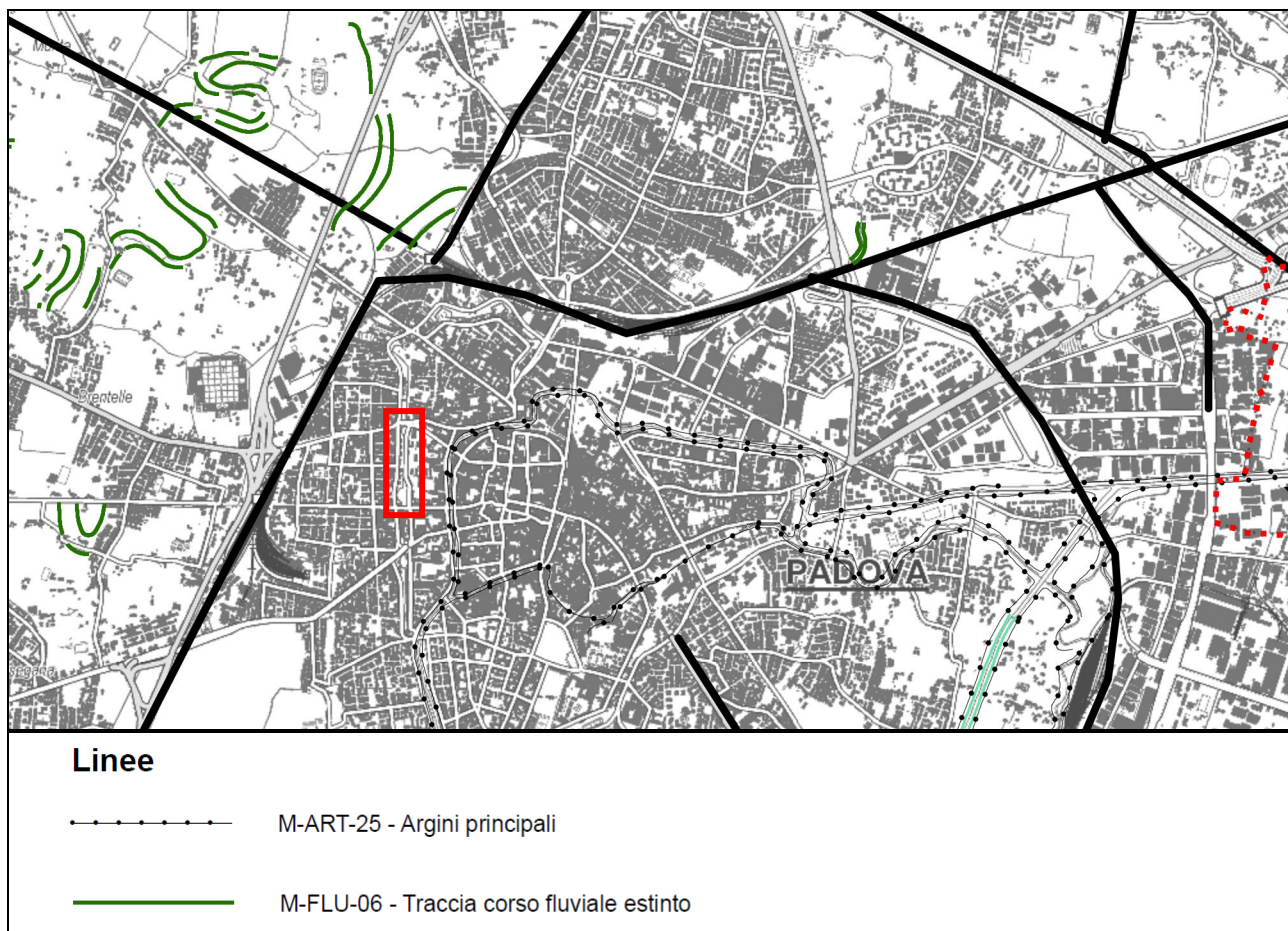 Brentelle
PADOVA
Linee
M-ART-25 - Argini principali
M-FLU-06 - Traccia corso fluviale estinto